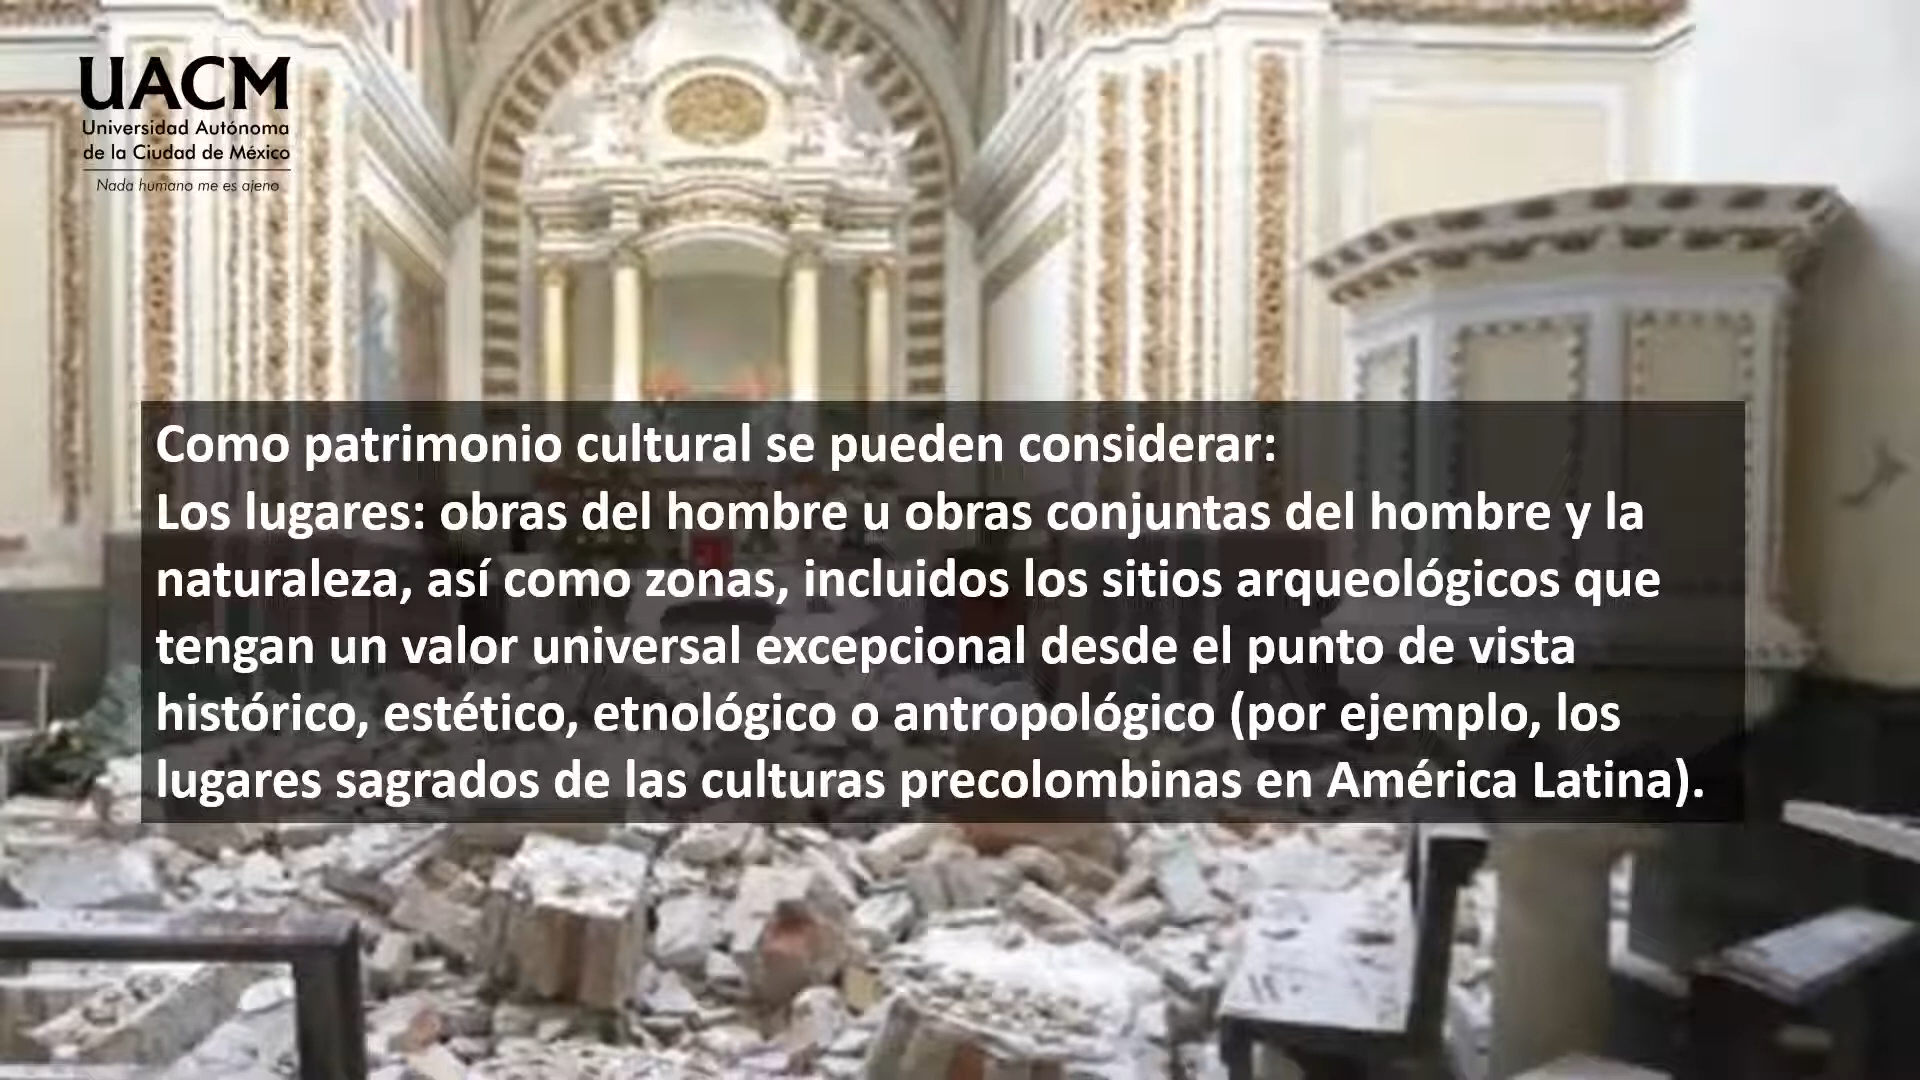 UACM
Universidad Autónoma
de la Ciudad de México
Nada humano me es ajeno
Como patrimonio cultural se pueden considerar:
Los lugares: obras del hombre u obras conjuntas del hombre y la
naturaleza, así como zonas, incluidos los sitios arqueológicos que
tengan un valor universal excepcional desde el punto de vista
histórico, estético, etnológico o antropológico (por ejemplo, los
lugares sagrados de las culturas precolombinas en América Latina).